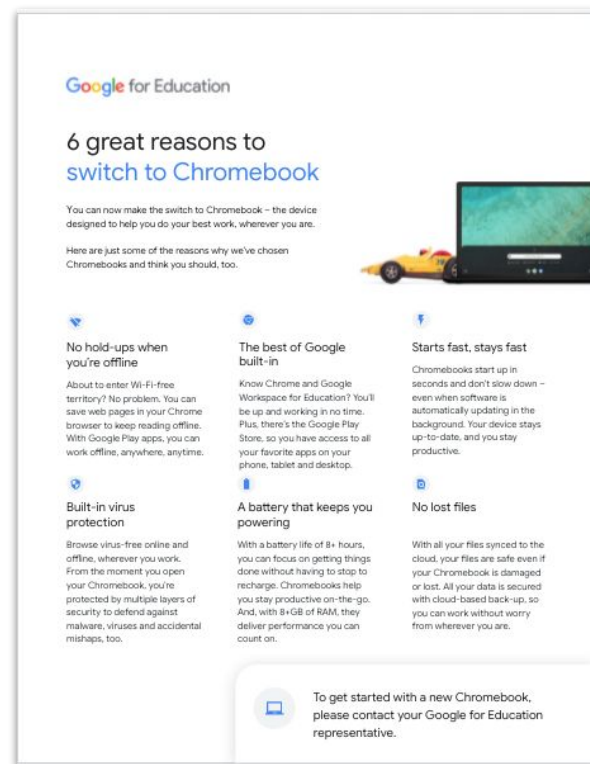 Google for Education
6 great reasons to
switch to Chromebook
You can now make the switch to Chromebook – the device
designed to help you do your best work, wherever you are.
Here are just some of the reasons why we've chosen
Chromebooks and think you should, too.
No hold-ups when
you're offline
About to enter Wi-Fi-free
territory? No problem. You can
save web pages in your Chrome
browser to keep reading offline.
With Google Play apps, you can
work offline, anywhere, anytime.
The best of Google
built-in
Know Chrome and Google
Workspace for Education? You'll
be up and working in no time.
Plus, there's the Google Play
Store, so you have access to all
your favorite apps on your
phone, tablet and desktop.
Starts fast, stays fast
Chromebooks start up in
seconds and don't slow down –
even when software is
automatically updating in the
background. Your device stays
up-to-date, and you stay
productive.
Built-in virus
protection
Browse virus-free online and
offline, wherever you work.
From the moment you open
your Chromebook, you're
protected by multiple layers of
security to defend against
malware, viruses and accidental
mishaps, too.
A battery that keeps you
powering
With a battery life of 8+ hours,
you can focus on getting things
done without having to stop to
recharge. Chromebooks help
you stay productive on-the-go.
And, with 8+GB of RAM, they
deliver performance you can
count on.
No lost files
With all your files synced to the
cloud, your files are safe even if
your Chromebook is damaged
or lost. All your data is secured
with cloud-based back-up, so
you can work without worry
from wherever you are.
To get started with a new Chromebook,
please contact your Google for Education
representative.